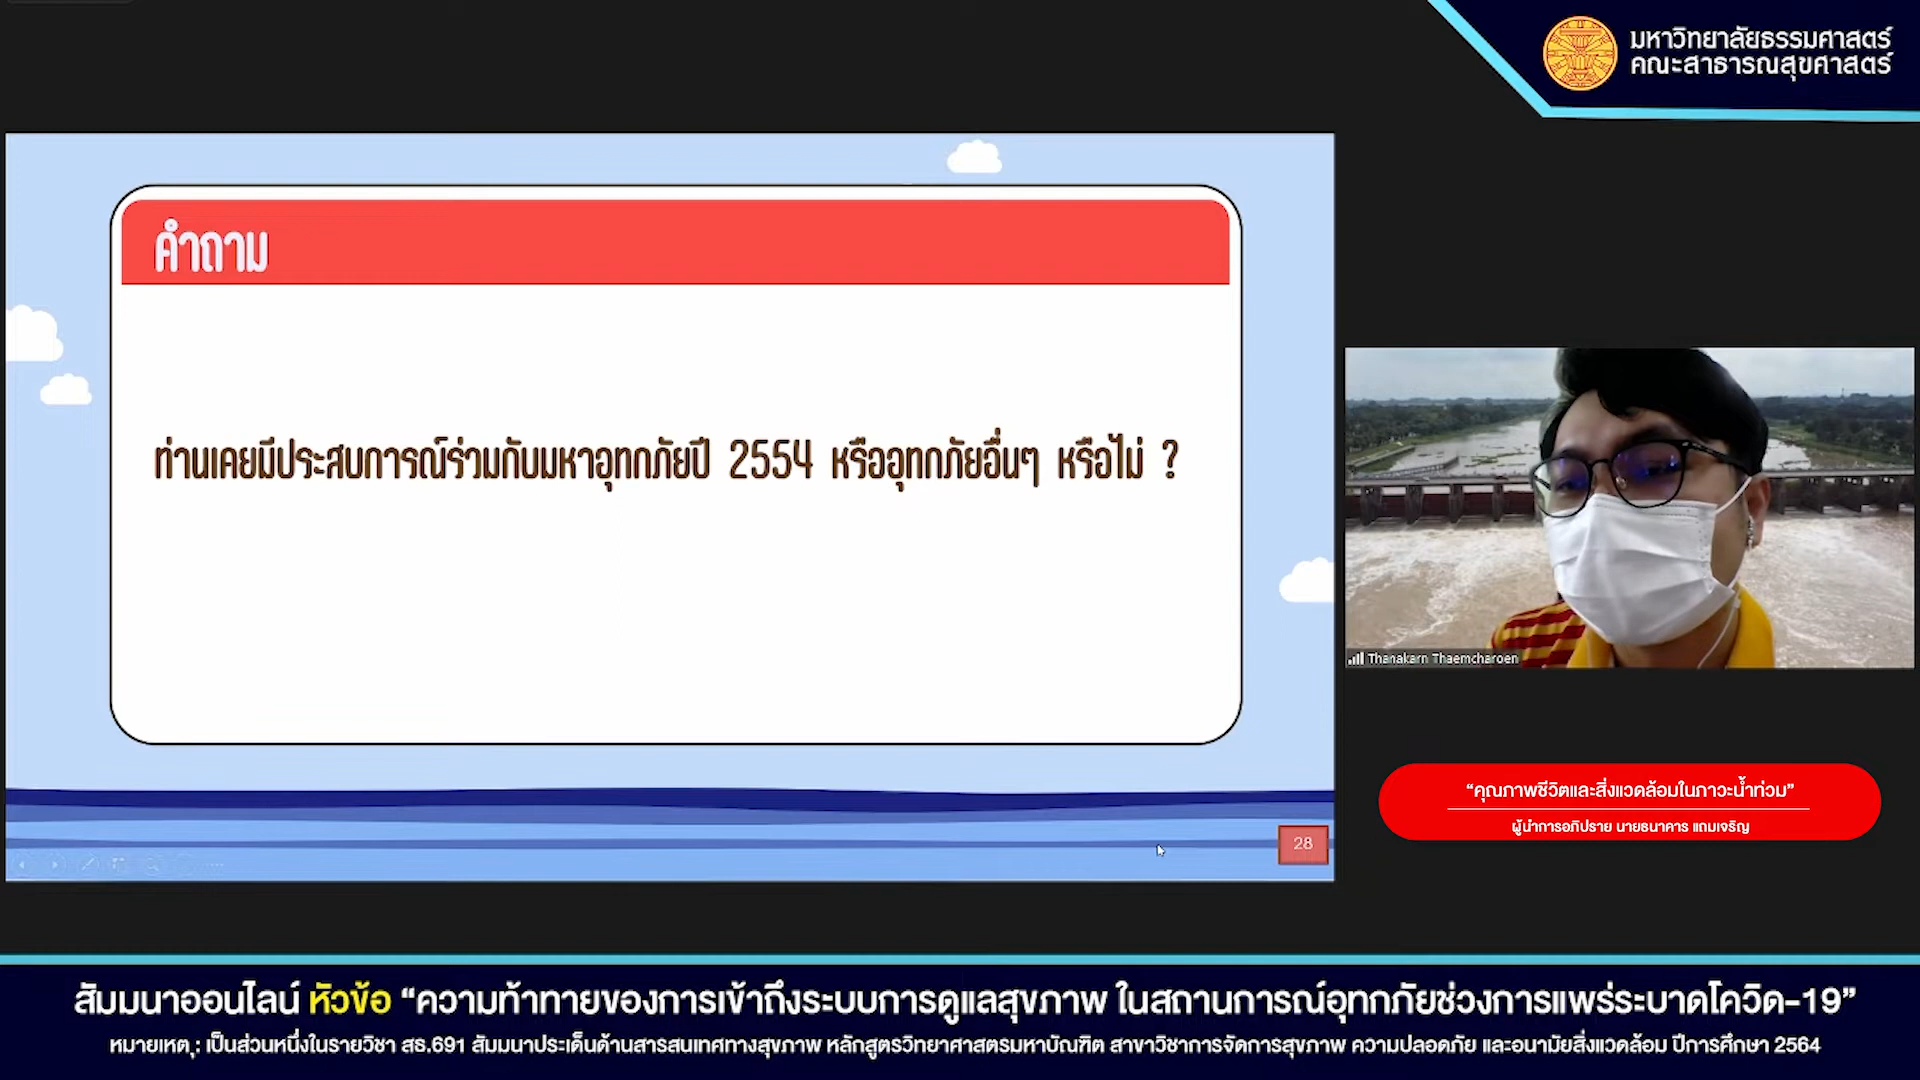 มหาวิทยาลัยธรรมศาสตร์
คณะสาธารณสุขศาสตร์
คำถาม
ท่านเคยมีประสบการณ์ร่วมกับมหาอุทกภัยปี 2554 หรืออุทกภัยอื่นๆ หรือไม่ ?
Thanakarn Thaemcharoen
“คุณภาพชีวิตและสิ่งแวดล้อมในภาวะน้ำท่วม”
ผู้นำการอภิปราย นายธนาคาร แถมเจริญ
28
สัมมนาออนไลน์ หัวข้อ “ความท้าทายของการเข้าถึงระบบการดูแลสุขภาพ ในสถานการณ์อุทกภัยช่วงการแพร่ระบาดโควิด-19”
หมายเหตุ: เป็นส่วนหนึ่งในรายวิชา สธ.691 สัมมนาประเด็นด้านสารสนเทศทางสุขภาพ หลักสูตรวิทยาศาสตรมหาบัณฑิต สาขาวิชาการจัดการสุขภาพ ความปลอดภัย และอนามัยสิ่งแวดล้อม ปีการศึกษา 2564